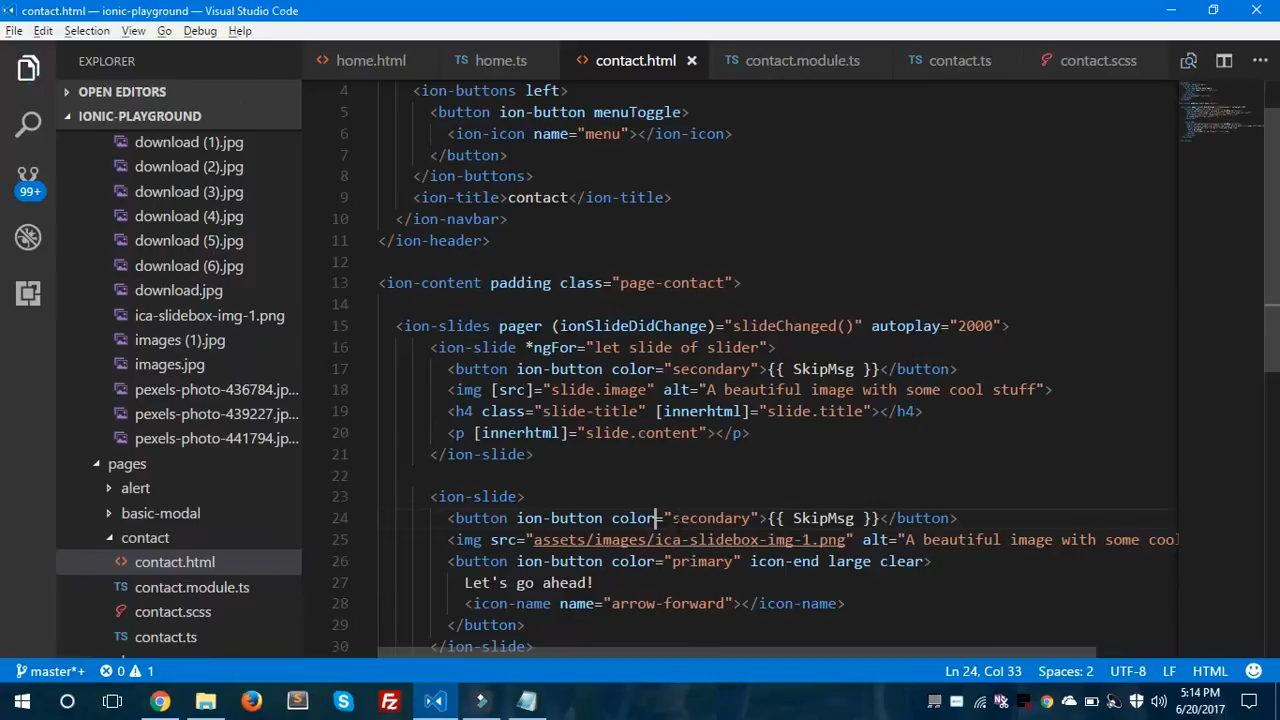 contact.html — ionic-playground — Visual Studio Code
File Edit Selection View Go Debug Help
EXPLORER
OPEN EDITORS
IONIC-PLAYGROUND
download (1).jpg
download (2).jpg
download (3).jpg
download (4).jpg
download (5).jpg
download (6).jpg
download.jpg
ica-slidebox-img-1.png
images (1).jpg
images.jpg
pexels-photo-436784.jp...
pexels-photo-439227.jp...
pexels-photo-441794.jp...
pages
alert
basic-modal
contact
contact.html
contact.module.ts
contact.scss
contact.ts
99+
home.html TS home.ts contact.html TS contact.module.ts TS contact.ts contact.scss
4 <ion-buttons left>
5 <button ion-button menuToggle>
6 <ion-icon name="menu"></ion-icon>
7 </button>
8 </ion-buttons>
9 <ion-title>contact</ion-title>
10 </ion-navbar>
11 </ion-header>
12
13 <ion-content padding class="page-contact">
14
15 <ion-slides pager (ionSlideDidChange)="slideChanged()" autoplay="2000">
16 <ion-slide *ngFor="let slide of slider">
17 <button ion-button color="secondary">{{ SkipMsg }}</button>
18 <img [src]="slide.image" alt="A beautiful image with some cool stuff">
19 <h4 class="slide-title" [innerhtml]="slide.title"></h4>
20 <p [innerhtml]="slide.content"></p>
21 </ion-slide>
22
23 <ion-slide>
24 <button ion-button color="secondary">{{ SkipMsg }}</button>
25 <img src="assets/images/ica-slidebox-img-1.png" alt="A beautiful image with some cool
26 <button ion-button color="primary" icon-end large clear>
27 Let's go ahead!
28 <icon-name name="arrow-forward"></icon-name>
29 </button>
30 </ion-slide>
master*+ 0 1 Ln 24, Col 33 Spaces: 2 UTF-8 LF HTML
5:14 PM
6/20/2017